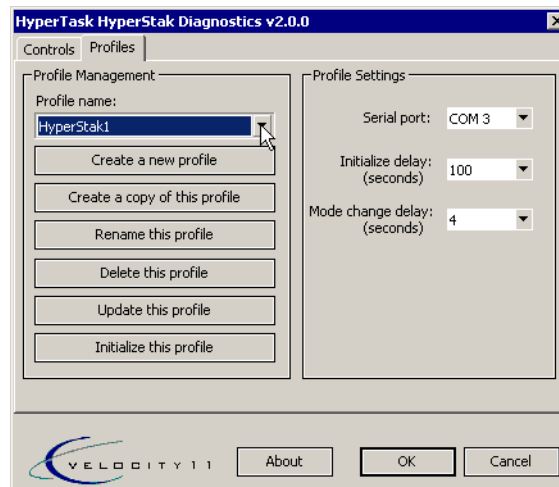 HyperTask HyperStak Diagnostics v2.0.0
Controls
Profiles
Profile Management
Profile name:
HyperStak1
Create a new profile
Create a copy of this profile
Rename this profile
Delete this profile
Update this profile
Initialize this profile
Profile Settings
Serial port: COM 3
Initialize delay:
(seconds) 100
Mode change delay:
(seconds) 4
VELOCITY11
About
OK
Cancel